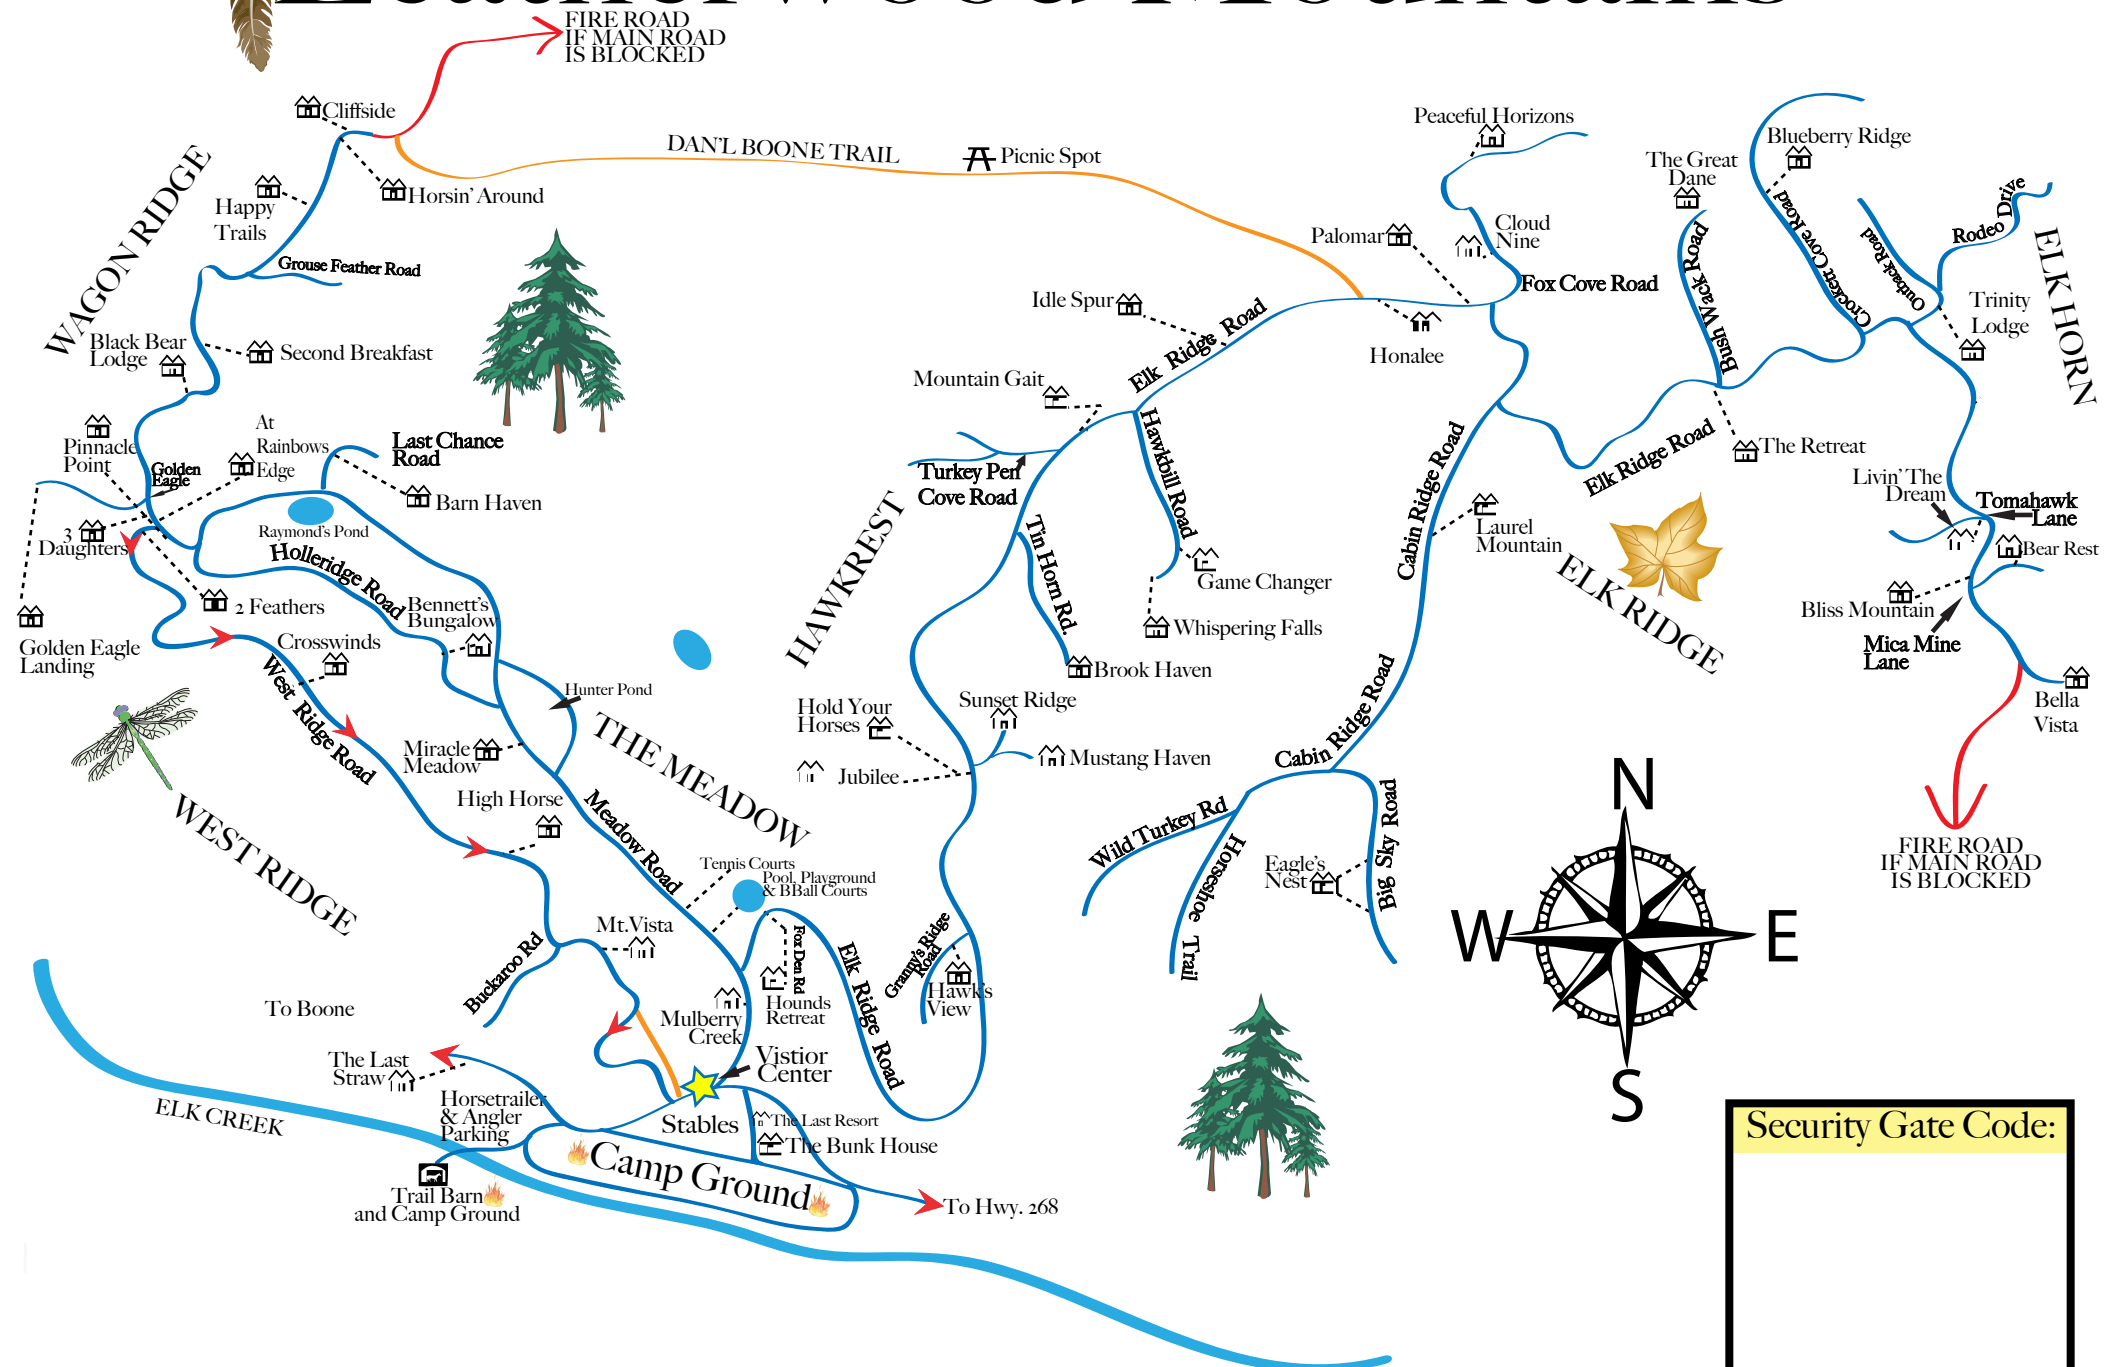 Leatherwood Mountains
FIRE ROAD
IF MAIN ROAD
IS BLOCKED
Cliffside
DAN'L BOONE TRAIL
Picnic Spot
Horsin' Around
Happy
Trails
WAGON RIDGE
Grouse Feather Road
Black Bear
Lodge
Second Breakfast
Pinnacle
Point
At
Rainbows
Edge
Golden
Eagle
Last Chance
Road
Barn Haven
Raymond's Pond
3
Daughters
Holleridge Road
2 Feathers
Bennett's
Bungalow
Golden Eagle
Landing
Crosswinds
West Ridge Road
Hunter Pond
Miracle
Meadow
THE MEADOW
WEST RIDGE
High Horse
Meadow Road
Tennis Courts
Pool, Playground
& BBall Courts
Mt.Vista
Buckaroo Rd
Fox Den Rd
Hounds
Retreat
Mulberry
Creek
Elk Ridge Road
Vistior
Center
To Boone
The Last
Straw
Horsetrailer
& Angler
Parking
ELK CREEK
Stables
The Last Resort
The Bunk House
Camp Ground
Trail Barn
and Camp Ground
To Hwy. 268
Peaceful Horizons
Cloud
Nine
Palomar
Fox Cove Road
Idle Spur
Elk Ridge Road
Honalee
Mountain Gait
Turkey Pen
Cove Road
Hawkbill Road
HAWKREST
Tin Horn Rd.
Game Changer
Whispering Falls
Brook Haven
Hold Your
Horses
Sunset Ridge
Jubilee
Mustang Haven
Granny's Ridge
Road
Hawk's
View
Cabin Ridge Road
Laurel
Mountain
ELK RIDGE
Cabin Ridge Road
Cabin Ridge Road
Wild Turkey Rd
Horseshoe Trail
Eagle's
Nest
Big Sky Road
The Great
Dane
Blueberry Ridge
Bush Wack Road
Crockett Cove Road
Outback Road
Rodeo Drive
ELK HORN
Trinity
Lodge
The Retreat
Elk Ridge Road
Livin' The
Dream
Tomahawk
Lane
Bear Rest
Bliss Mountain
Mica Mine
Lane
Bella
Vista
FIRE ROAD
IF MAIN ROAD
IS BLOCKED
N
W
E
S
Security Gate Code: